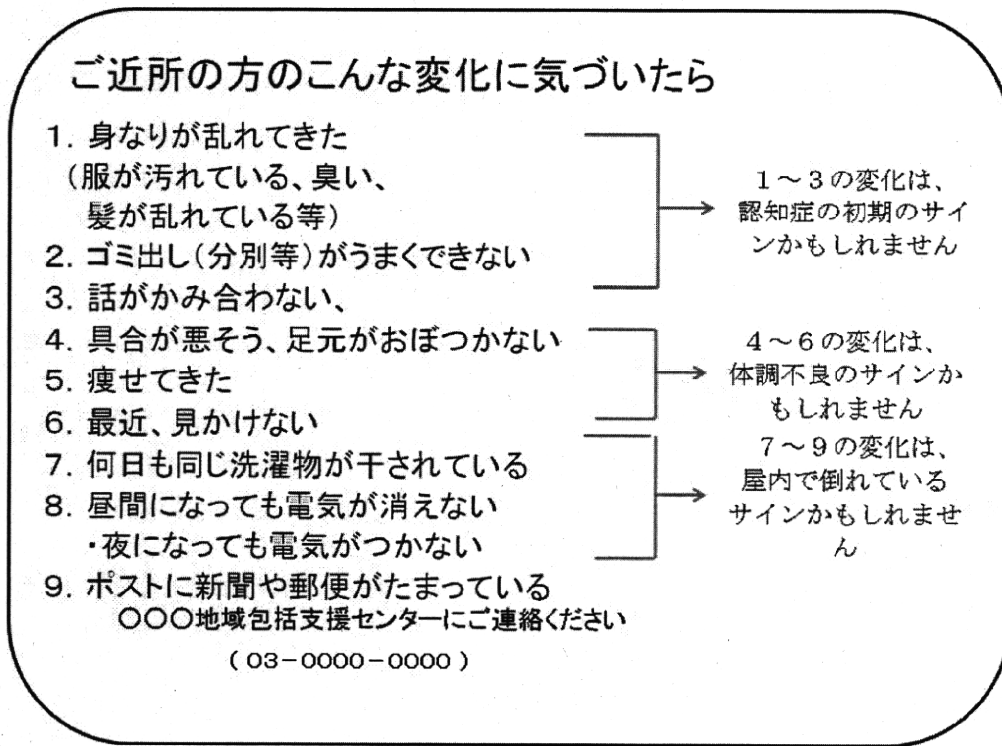 ご近所の方のこんな変化に気づいたら
1. 身なりが乱れてきた
(服が汚れている、臭い、
髪が乱れている等)
2. ゴミ出し(分別等)がうまくできない
3. 話がかみ合わない、
4. 具合が悪そう、足元がおぼつかない
5. 痩せてきた
6. 最近、見かけない
7. 何日も同じ洗濯物が干されている
8. 昼間になっても電気が消えない
・夜になっても電気がつかない
9. ポストに新聞や郵便がたまっている
〇〇〇地域包括支援センターにご連絡ください
(03-0000-0000)
1～3の変化は、
認知症の初期のサイ
ンかもしれません
4～6の変化は、
体調不良のサインか
もしれません
7～9の変化は、
屋内で倒れている
サインかもしれませ
ん